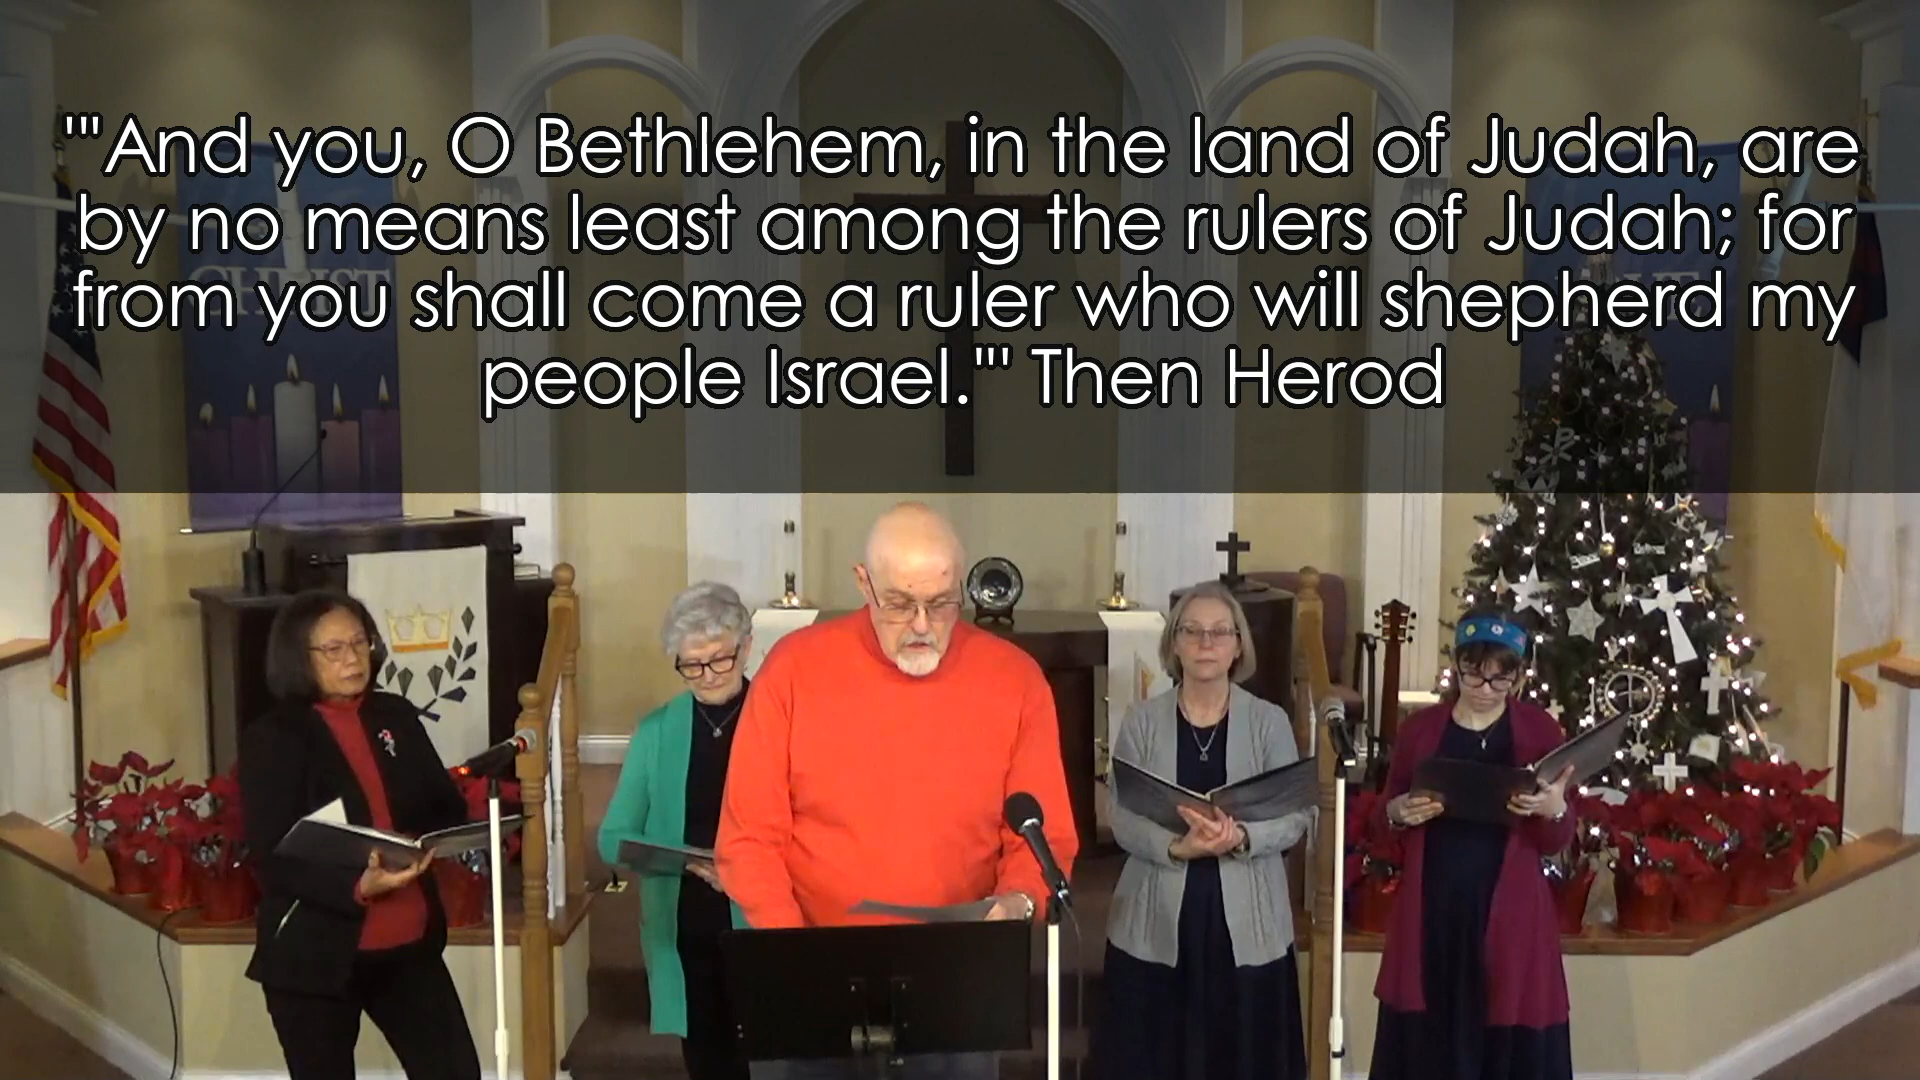 "'And you, O Bethlehem, in the land of Judah, are
by no means least among the rulers of Judah; for
from you shall come a ruler who will shepherd my
people Israel.'" Then Herod
CHRIST